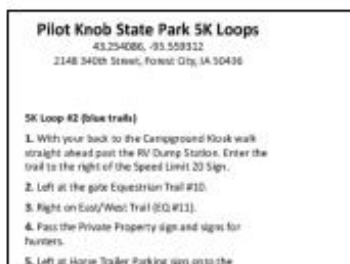 Pilot Knob State Park 5K Loops
43.254086, -93.559312
2148 340th Street, Forest City, IA 50436
5K Loop #2 (blue trails)
1. With your back to the Campground Kiosk walk
straight ahead past the RV Dump Station. Enter the
trail to the right of the Speed Limit 20 Sign.
2. Left at the gate Equestrian Trail #10.
3. Right on East/West Trail (EQ #11).
4. Pass the Private Property sign and signs for
hunters.
5. Left at Horse Trailer Parking sign onto the